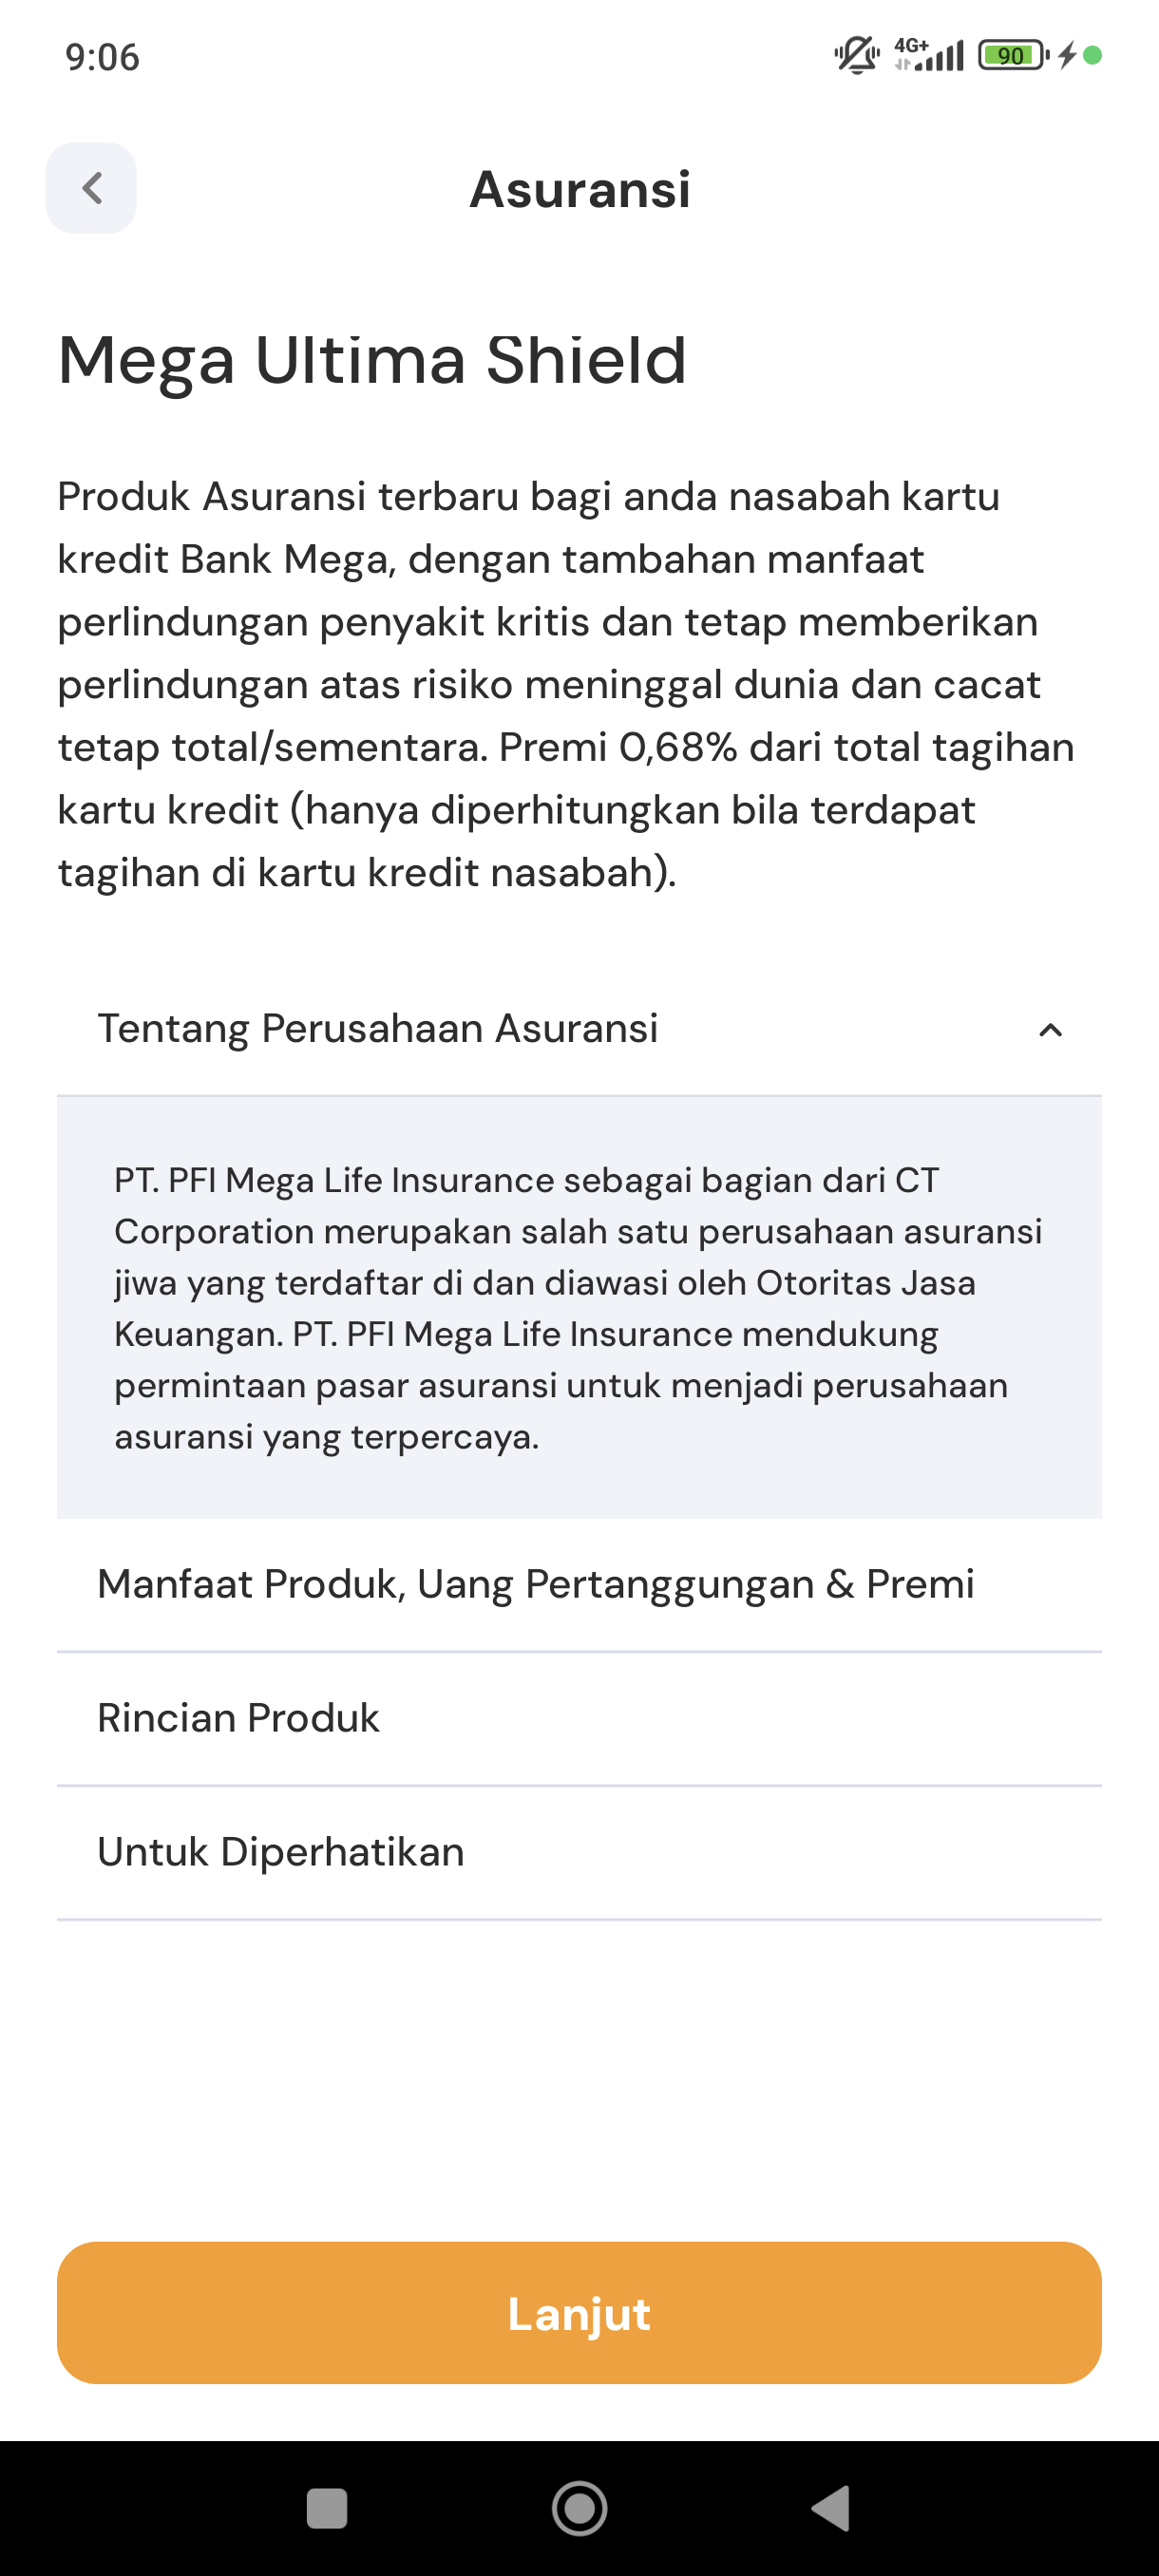 9:06
4G+
90
Asuransi
Mega Ultima Shield
Produk Asuransi terbaru bagi anda nasabah kartu
kredit Bank Mega, dengan tambahan manfaat
perlindungan penyakit kritis dan tetap memberikan
perlindungan atas risiko meninggal dunia dan cacat
tetap total/sementara. Premi 0,68% dari total tagihan
kartu kredit (hanya diperhitungkan bila terdapat
tagihan di kartu kredit nasabah).
Tentang Perusahaan Asuransi
PT. PFI Mega Life Insurance sebagai bagian dari CT
Corporation merupakan salah satu perusahaan asuransi
jiwa yang terdaftar di dan diawasi oleh Otoritas Jasa
Keuangan. PT. PFI Mega Life Insurance mendukung
permintaan pasar asuransi untuk menjadi perusahaan
asuransi yang terpercaya.
Manfaat Produk, Uang Pertanggungan & Premi
Rincian Produk
Untuk Diperhatikan
Lanjut